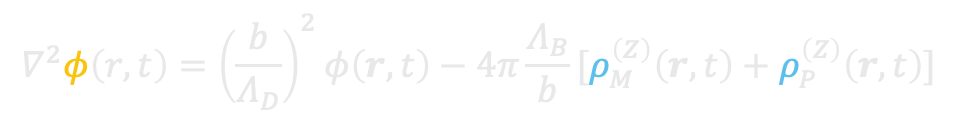 ∇²ϕ(r,t) = (b/Λ_D)² ϕ(r,t) − 4π Λ_B/b [ρ_M^(Z)(r,t) + ρ_P^(Z)(r,t)]